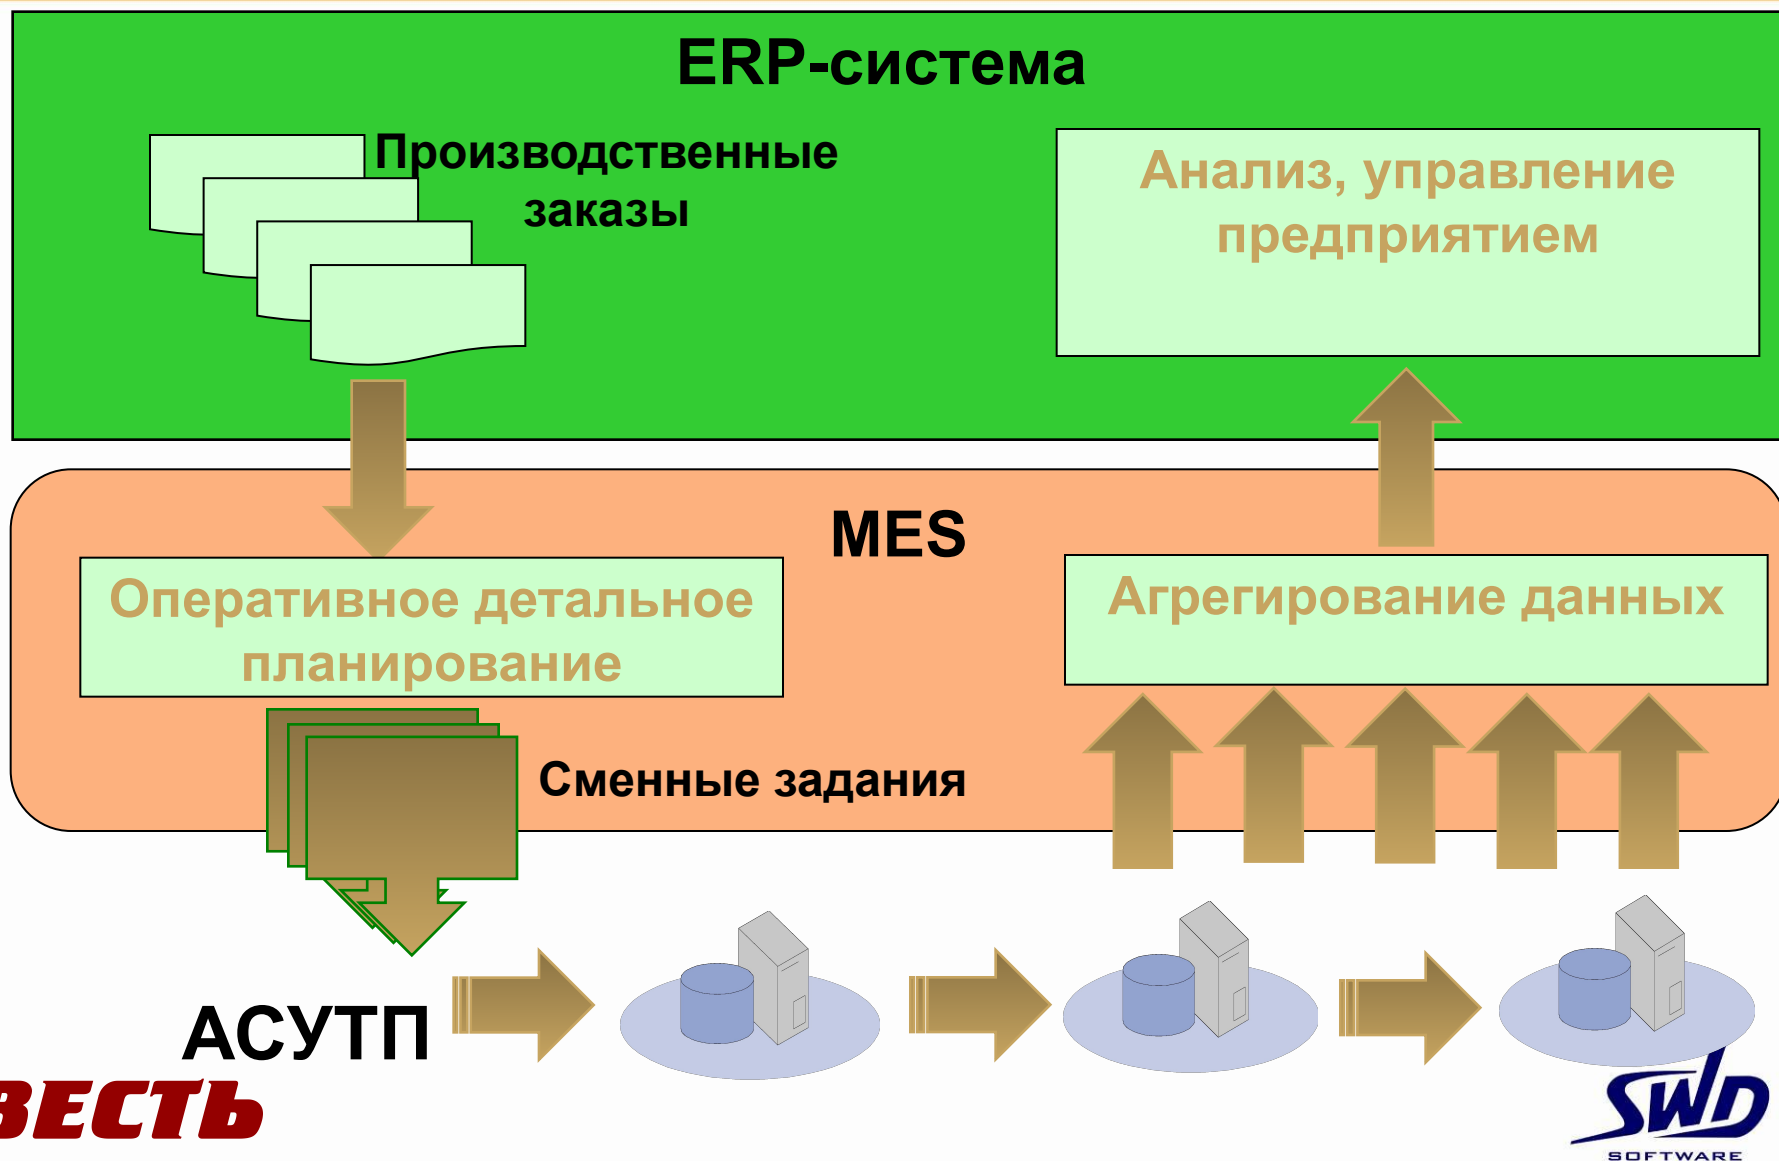 ERP-система
Производственные
заказы
Анализ, управление
предприятием
MES
Оперативное детальное
планирование
Агрегирование данных
Сменные задания
АСУТП
ВЕСТЬ
SWD
SOFTWARE